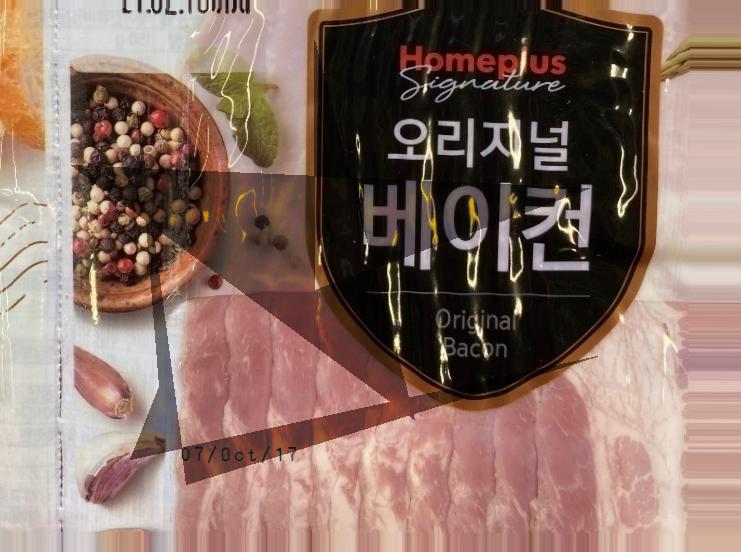 Homeplus
Signature
오리지널
베이컨
Original
Bacon
07/Oct/17